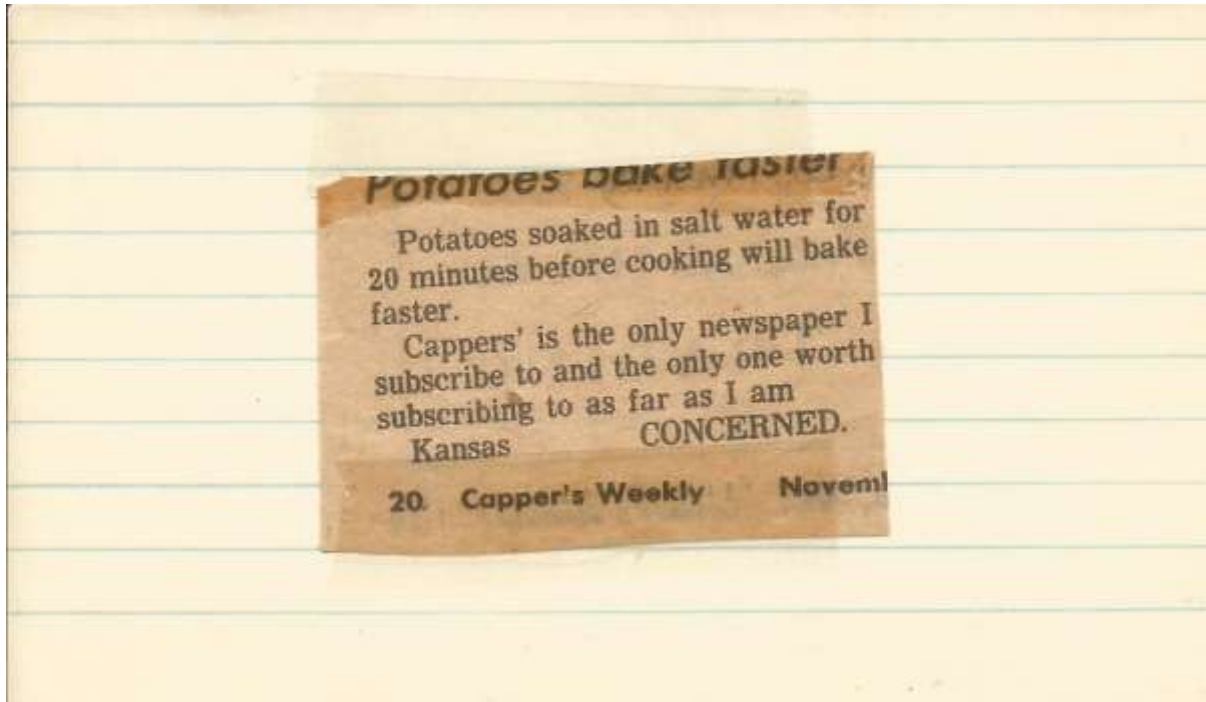 Potatoes bake faster
Potatoes soaked in salt water for
20 minutes before cooking will bake
faster.
Cappers' is the only newspaper I
subscribe to and the only one worth
subscribing to as far as I am
Kansas CONCERNED.
20 Capper's Weekly Novemb